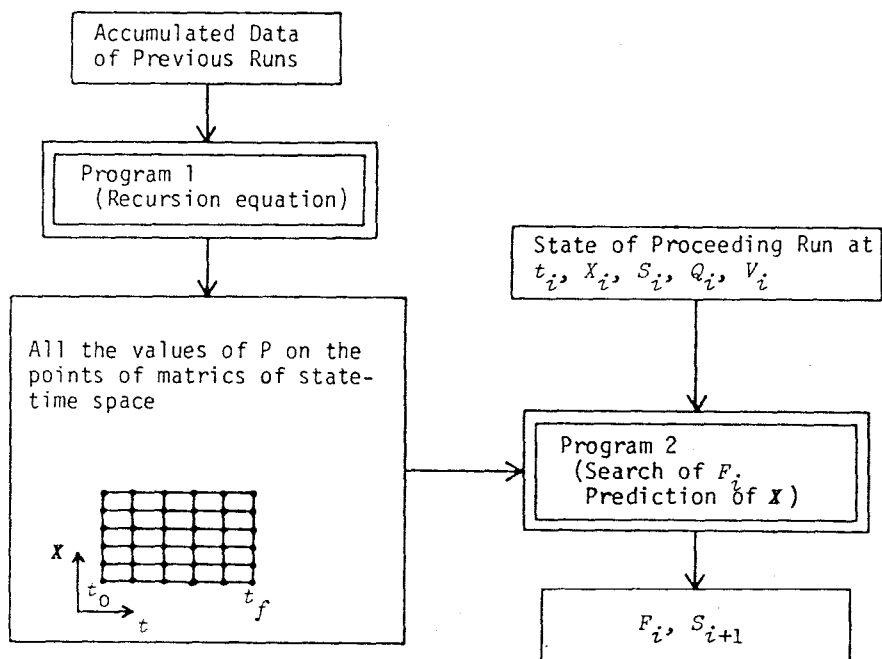 Accumulated Data
of Previous Runs
Program 1
(Recursion equation)
All the values of P on the
points of matrics of state-
time space
X
t_0
t_f
t
State of Proceeding Run at
t_i, X_i, S_i, Q_i, V_i
Program 2
(Search of F_i
Prediction of X)
F_i, S_{i+1}